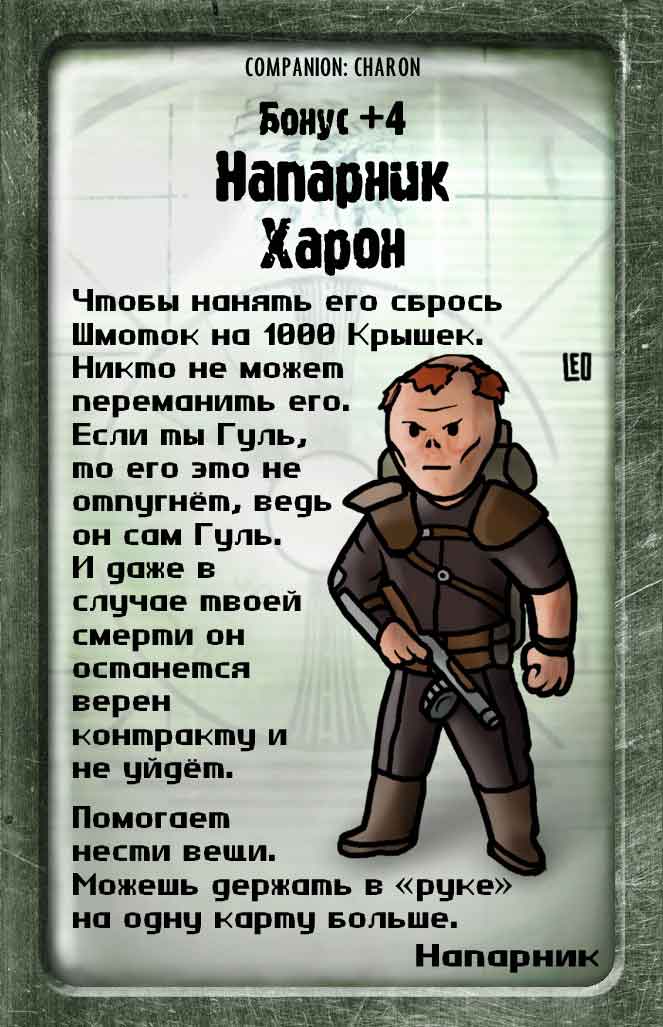 COMPANION: CHARON
Бонус +4
Напарник
Харон
Чтобы нанять его сбрось
Шмоток на 1000 Крышек.
Никто не может
переманить его.
Если ты Гуль,
то его это не
отпугнёт, ведь
он сам Гуль.
И даже в
случае твоей
смерти он
останется
верен
контракту и
не уйдёт.
LEO
Помогает
нести вещи.
Можешь держать в «руке»
на одну карту больше.
Напарник